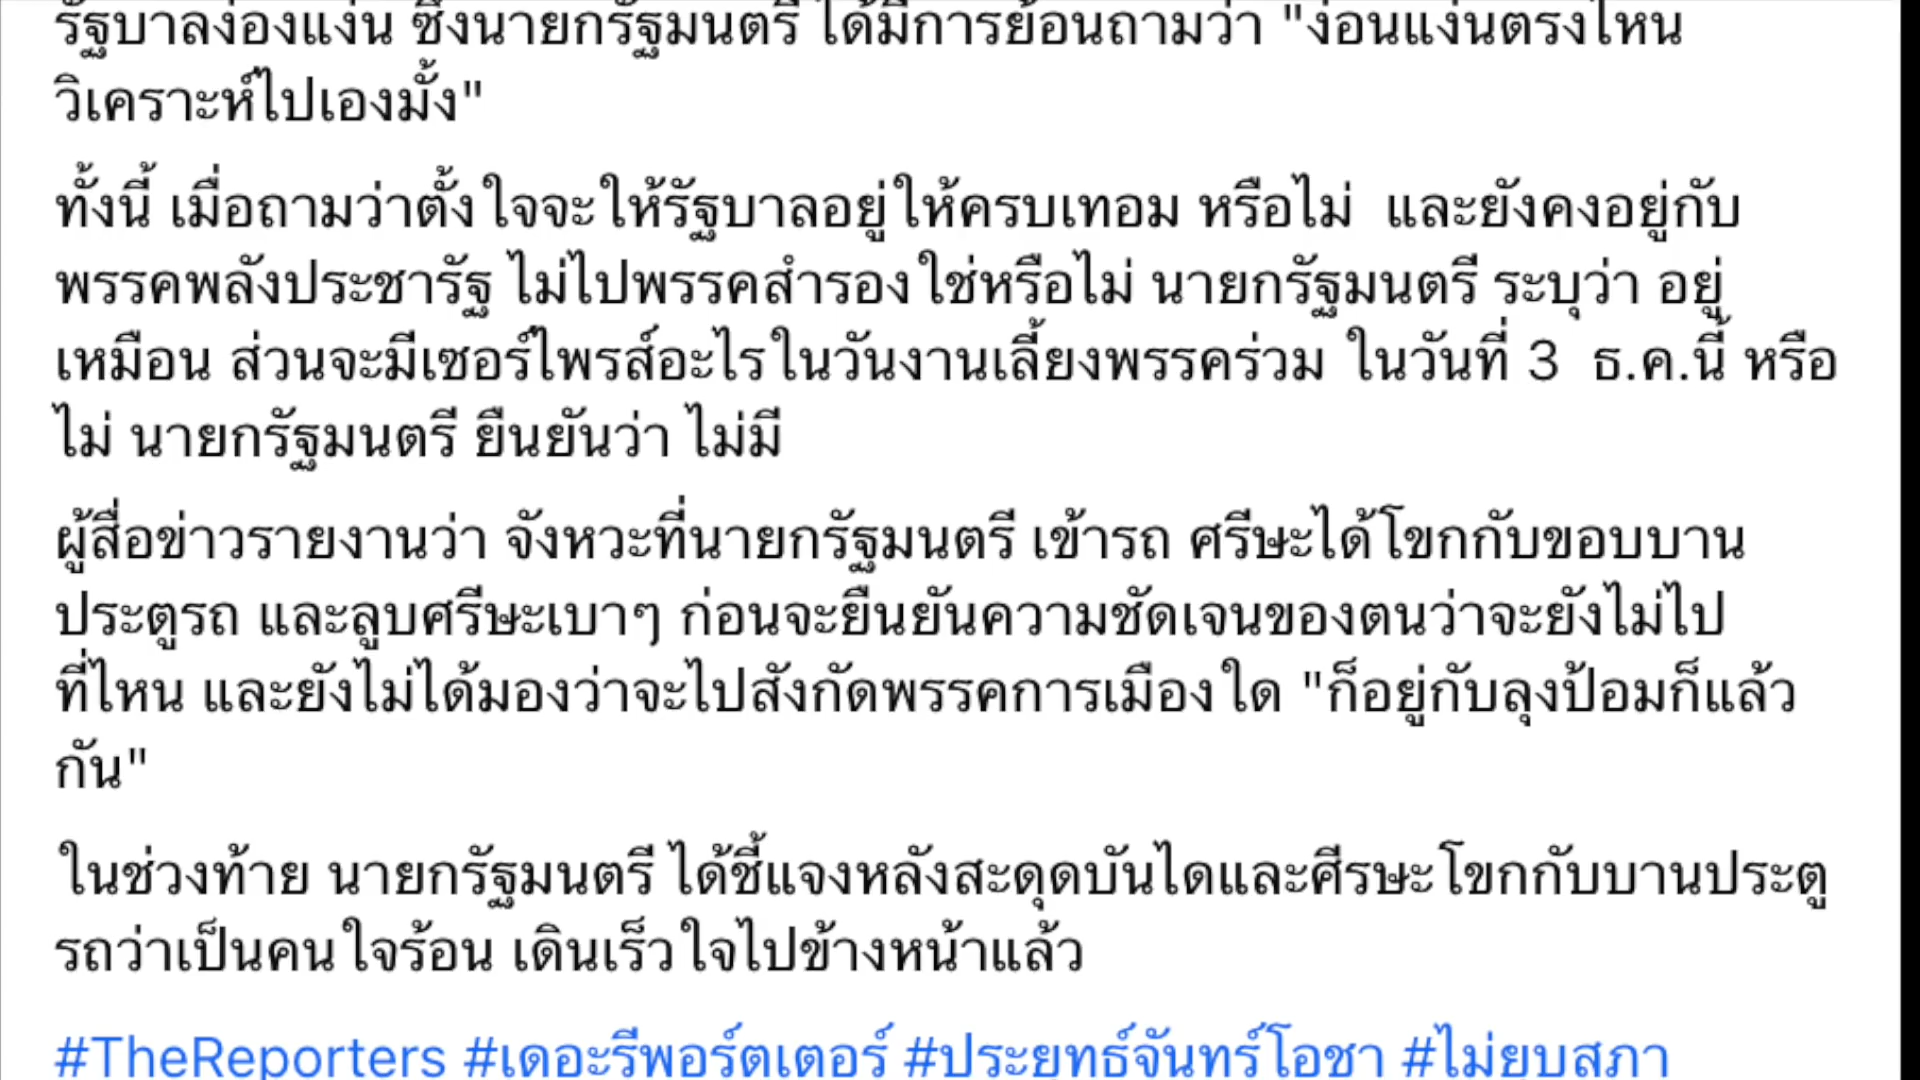 รัฐบาลง่องแง่น ซึ่งนายกรัฐมนตรี ได้มีการย้อนถามว่า "ง่อนแง่นตรงไหน
วิเคราะห์ไปเองมั้ง"
ทั้งนี้ เมื่อถามว่าตั้งใจจะให้รัฐบาลอยู่ให้ครบเทอม หรือไม่ และยังคงอยู่กับ
พรรคพลังประชารัฐ ไม่ไปพรรคสำรองใช่หรือไม่ นายกรัฐมนตรี ระบุว่า อยู่
เหมือน ส่วนจะมีเซอร์ไพรส์อะไรในวันงานเลี้ยงพรรคร่วม ในวันที่ 3 ธ.ค.นี้ หรือ
ไม่ นายกรัฐมนตรี ยืนยันว่า ไม่มี
ผู้สื่อข่าวรายงานว่า จังหวะที่นายกรัฐมนตรี เข้ารถ ศรีษะได้โขกกับขอบบาน
ประตูรถ และลูบศรีษะเบาๆ ก่อนจะยืนยันความชัดเจนของตนว่าจะยังไม่ไป
ที่ไหน และยังไม่ได้มองว่าจะไปสังกัดพรรคการเมืองใด "ก็อยู่กับลุงป้อมก็แล้ว
กัน"
ในช่วงท้าย นายกรัฐมนตรี ได้ชี้แจงหลังสะดุดบันไดและศีรษะโขกกับบานประตู
รถว่าเป็นคนใจร้อน เดินเร็วใจไปข้างหน้าแล้ว
#TheReporters #เดอะรีพอร์ตเตอร์ #ประยุทธ์จันทร์โอชา #ไม่ยุบสภา